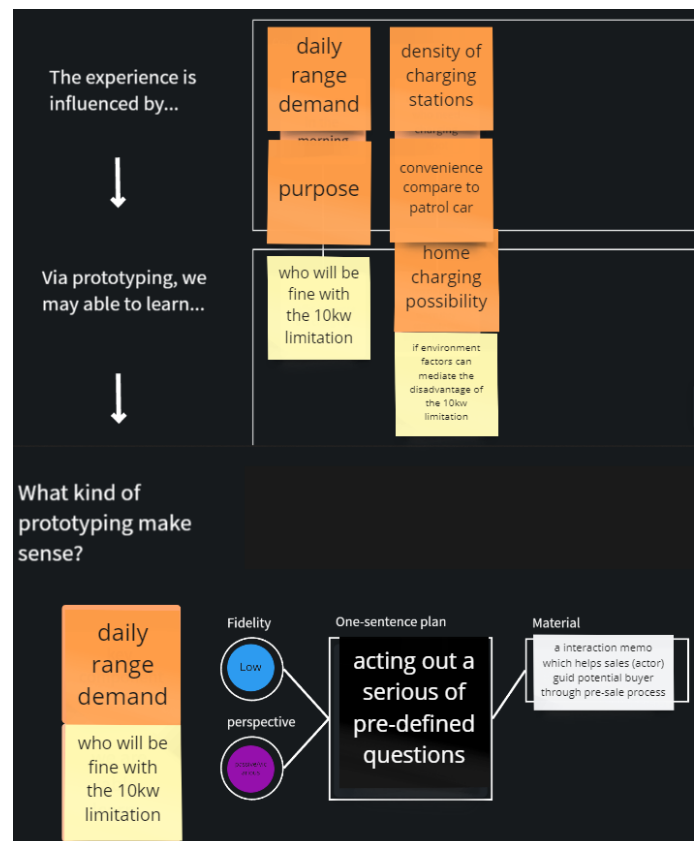 The experience is
influenced by...
daily
range
demand
density of
charging
stations
morning
charging
purpose
convenience
compare to
patrol car
Via prototyping, we
may able to learn...
who will be
fine with
the 10kw
limitation
home
charging
possibility
if environment
factors can
mediate the
disadvantage of
the 10kw
limitation
What kind of
prototyping make
sense?
daily
range
demand
who will be
fine with
the 10kw
limitation
Fidelity
Low
perspective
One-sentence plan
acting out a
serious of
pre-defined
questions
Material
a interaction memo
which helps sales (actor)
guid potential buyer
through pre-sale process